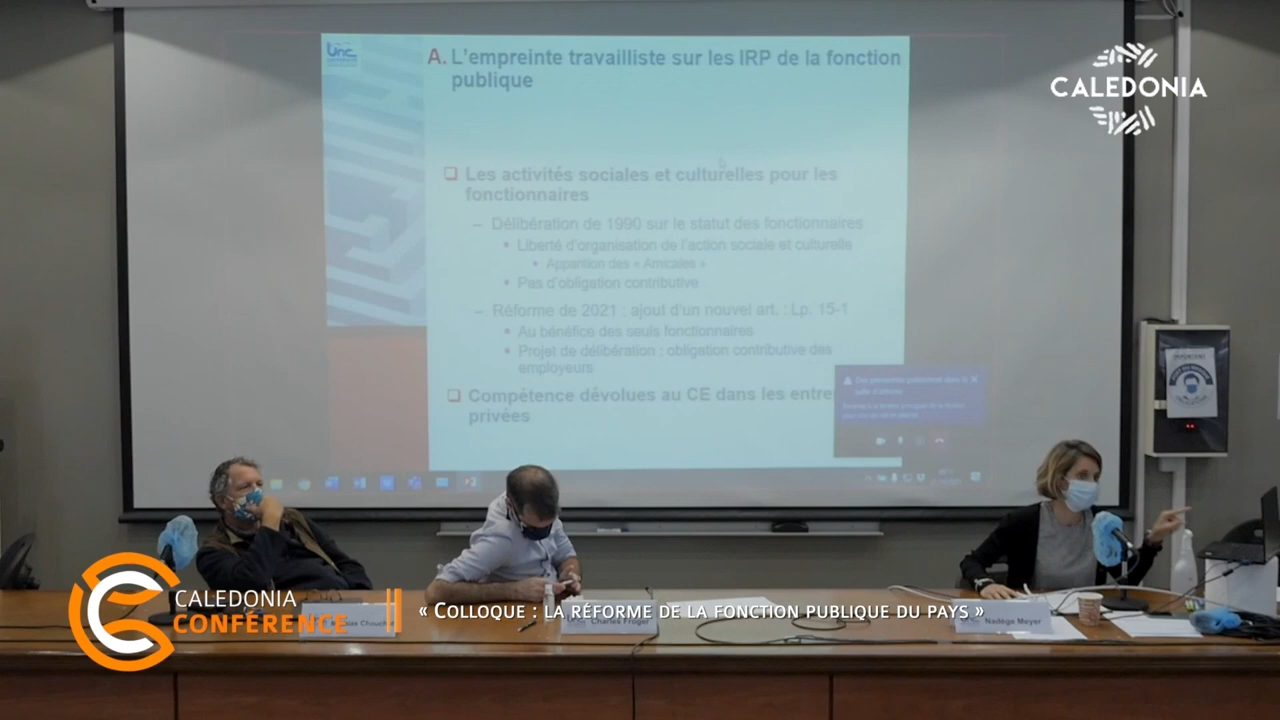 unc
A. L'empreinte travailliste sur les IRP de la fonction
publique
CALEDONIA
❑ Les activités sociales et culturelles pour les
fonctionnaires
– Délibération de 1990 sur le statut des fonctionnaires
▪ Liberté d'organisation de l'action sociale et culturelle
▪ Apparition des « Amicales »
▪ Pas d'obligation contributive
– Réforme de 2021 : ajout d'un nouvel art. : Lp. 15-1
▪ Au bénéfice des seuls fonctionnaires
▪ Projet de délibération : obligation contributive des
employeurs
❑ Compétence dévolues au CE dans les entre
privées
IMPORTANT
CALEDONIA
CONFÉRENCE
« Colloque : la réforme de la fonction publique du pays »
Charles Froger
Nadège Meyer